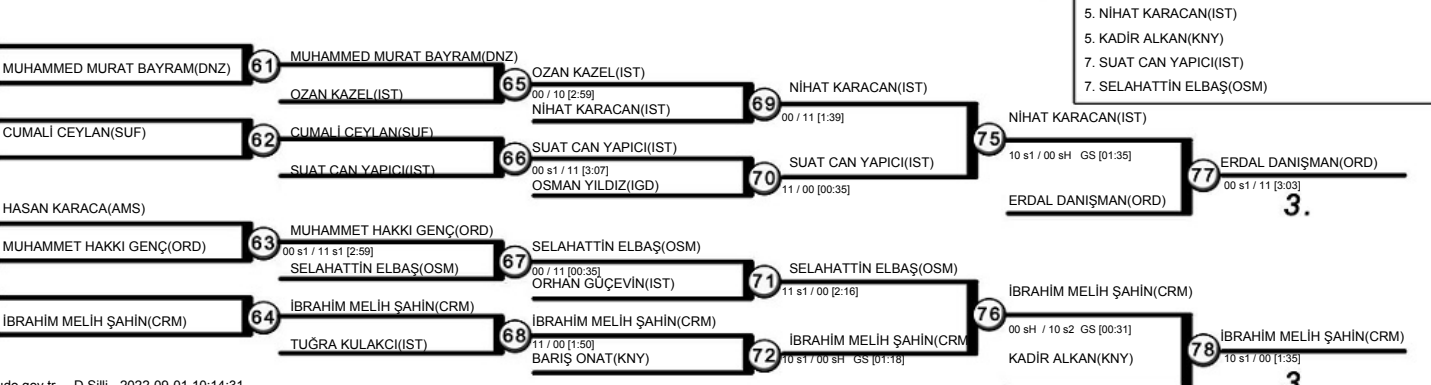 5. NİHAT KARACAN(IST)
5. KADİR ALKAN(KNY)
7. SUAT CAN YAPICI(IST)
7. SELAHATTİN ELBAŞ(OSM)
MUHAMMED MURAT BAYRAM(DNZ)
61
MUHAMMED MURAT BAYRAM(DNZ)
OZAN KAZEL(IST)
65
OZAN KAZEL(IST)
00 / 10 [2:59]
NİHAT KARACAN(IST)
69
NİHAT KARACAN(IST)
00 / 11 [1:39]
CUMALİ CEYLAN(SUF)
62
CUMALİ CEYLAN(SUF)
SUAT CAN YAPICI(IST)
66
SUAT CAN YAPICI(IST)
00 s1 / 11 [3:07]
OSMAN YILDIZ(IGD)
70
SUAT CAN YAPICI(IST)
11 / 00 [00:35]
75
NİHAT KARACAN(IST)
10 s1 / 00 sH GS [01:35]
ERDAL DANIŞMAN(ORD)
77
ERDAL DANIŞMAN(ORD)
00 s1 / 11 [3:03]
3.
HASAN KARACA(AMS)
MUHAMMET HAKKI GENÇ(ORD)
63
MUHAMMET HAKKI GENÇ(ORD)
00 s1 / 11 s1 [2:59]
SELAHATTİN ELBAŞ(OSM)
67
SELAHATTİN ELBAŞ(OSM)
00 / 11 [00:35]
ORHAN GÜÇEVİN(IST)
71
SELAHATTİN ELBAŞ(OSM)
11 s1 / 00 [2:16]
İBRAHİM MELİH ŞAHİN(CRM)
64
İBRAHİM MELİH ŞAHİN(CRM)
TUĞRA KULAKCI(IST)
68
İBRAHİM MELİH ŞAHİN(CRM)
11 / 00 [1:50]
BARIŞ ONAT(KNY)
72
İBRAHİM MELİH ŞAHİN(CRM
10 s1 / 00 sH GS [01:18]
76
İBRAHİM MELİH ŞAHİN(CRM)
00 sH / 10 s2 GS [00:31]
KADİR ALKAN(KNY)
78
İBRAHİM MELİH ŞAHİN(CRM)
10 s1 / 00 [1:35]
3